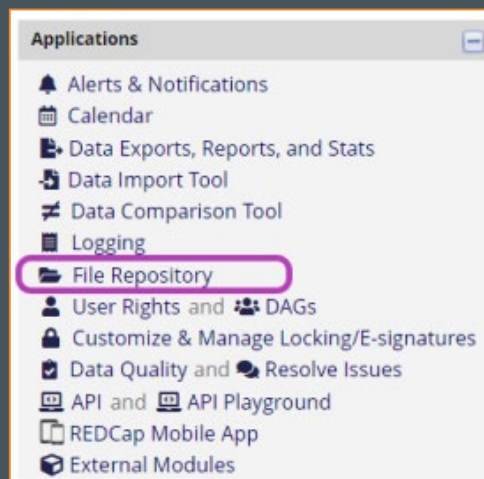 Applications
Alerts & Notifications
Calendar
Data Exports, Reports, and Stats
Data Import Tool
Data Comparison Tool
Logging
File Repository
User Rights and DAGs
Customize & Manage Locking/E-signatures
Data Quality and Resolve Issues
API and API Playground
REDCap Mobile App
External Modules